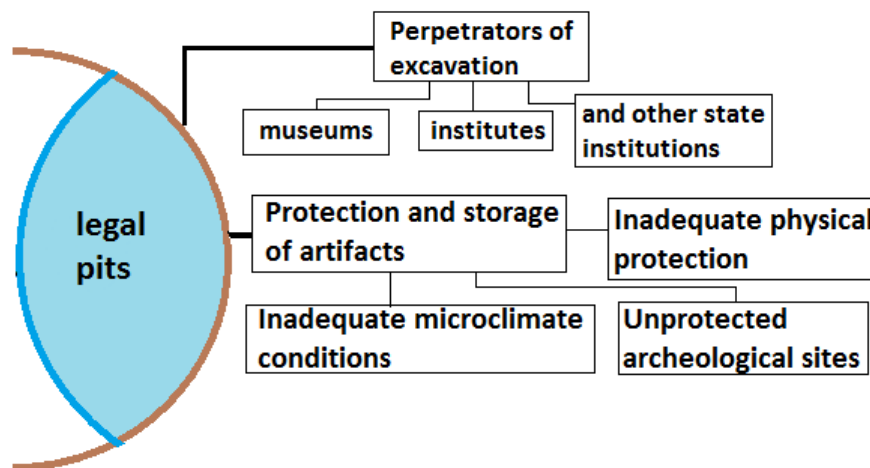 Perpetrators of
excavation
museums
institutes
and other state
institutions
legal
pits
Protection and storage
of artifacts
Inadequate physical
protection
Inadequate microclimate
conditions
Unprotected
archeological sites